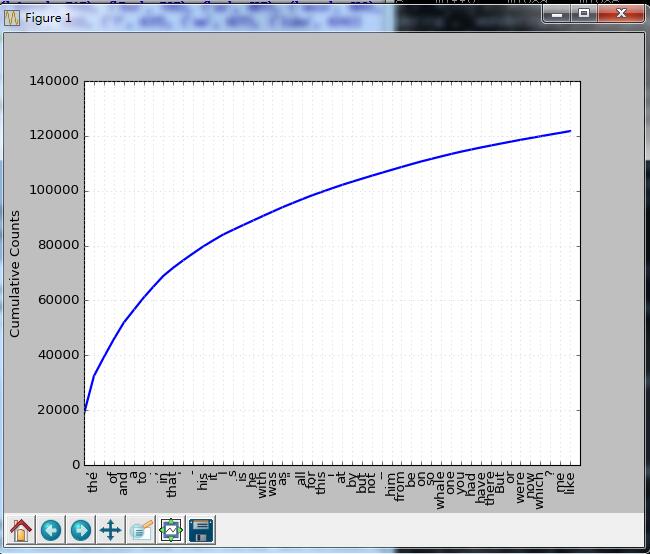 Figure 1
140000
120000
100000
80000
60000
40000
20000
0
Cumulative Counts
,
the
.
of
and
a
to
;
in
that
'
-
his
it
I
s
is
he
with
was
as
"
all
for
this
!
at
by
but
not
--
him
from
be
on
so
whale
one
you
had
have
there
But
or
were
now
which
?
me
like